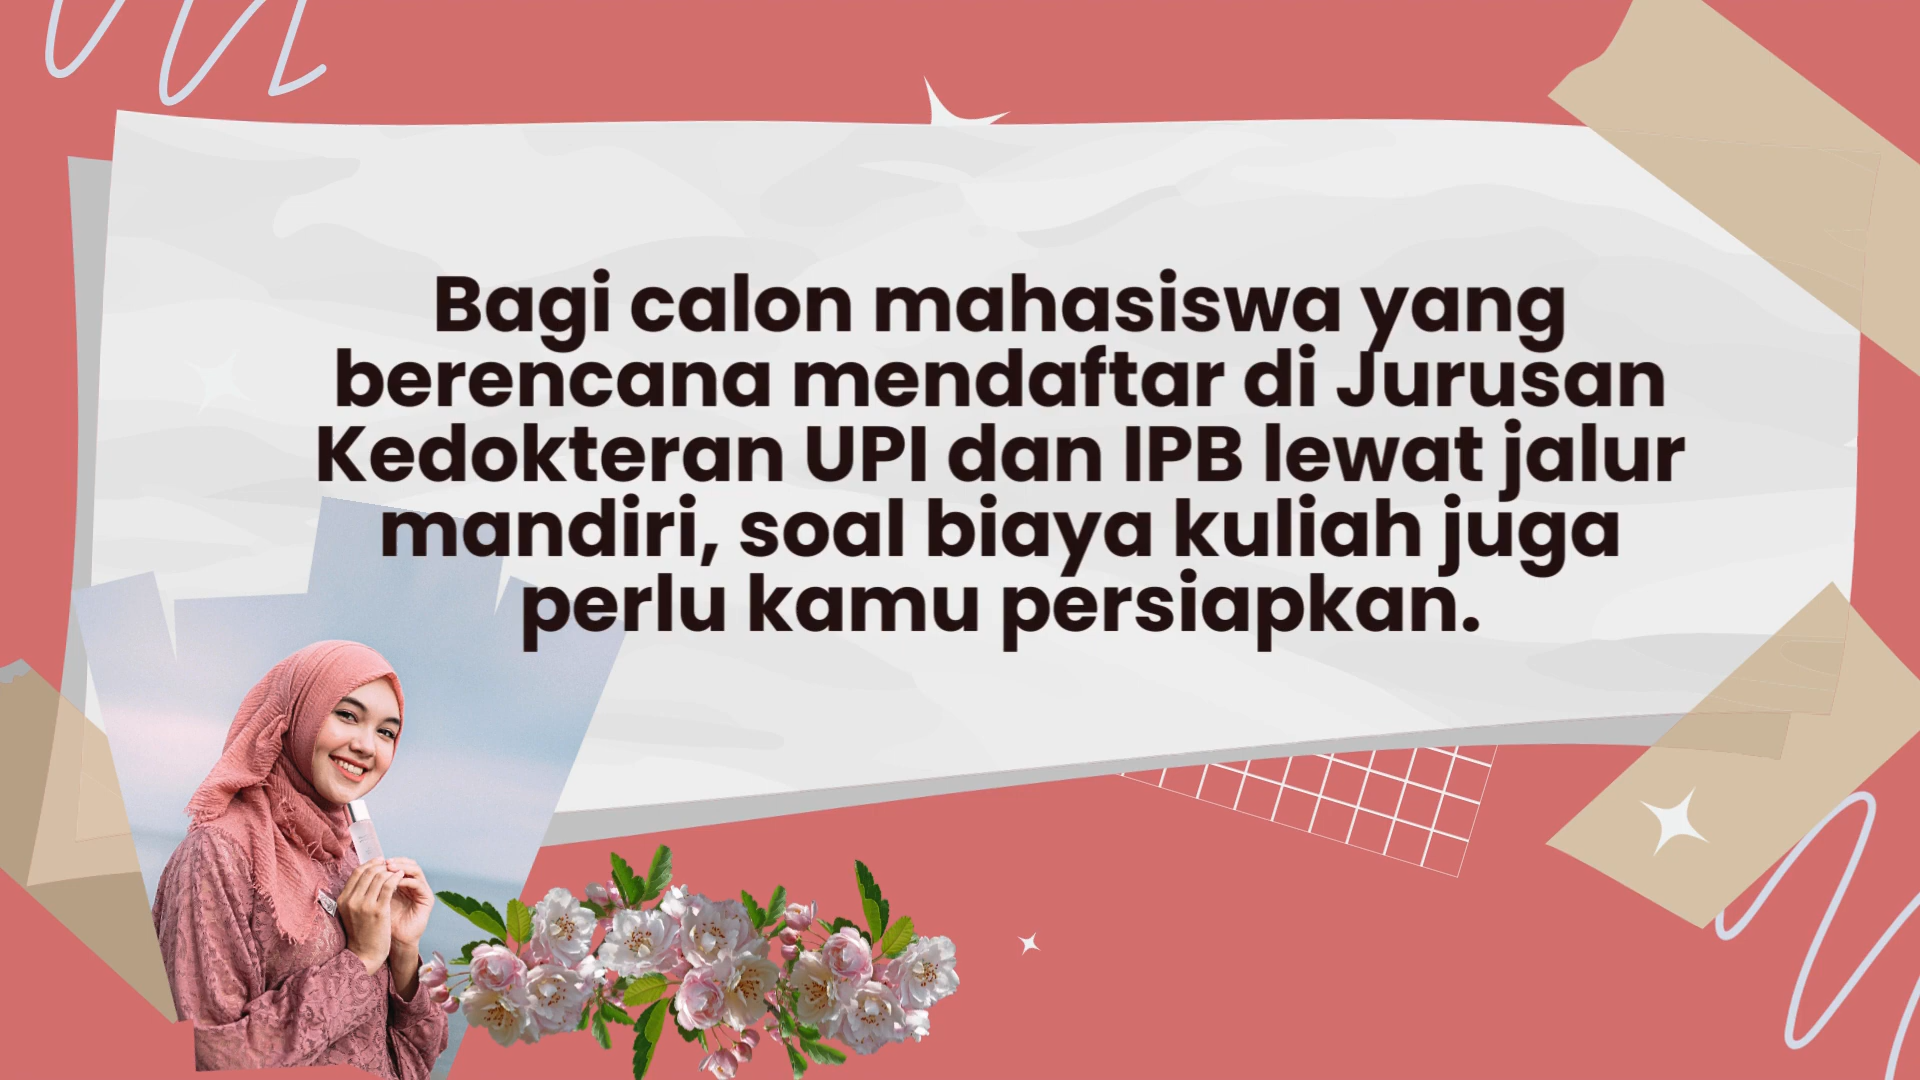 Bagi calon mahasiswa yang
berencana mendaftar di Jurusan
Kedokteran UPI dan IPB lewat jalur
mandiri, soal biaya kuliah juga
perlu kamu persiapkan.